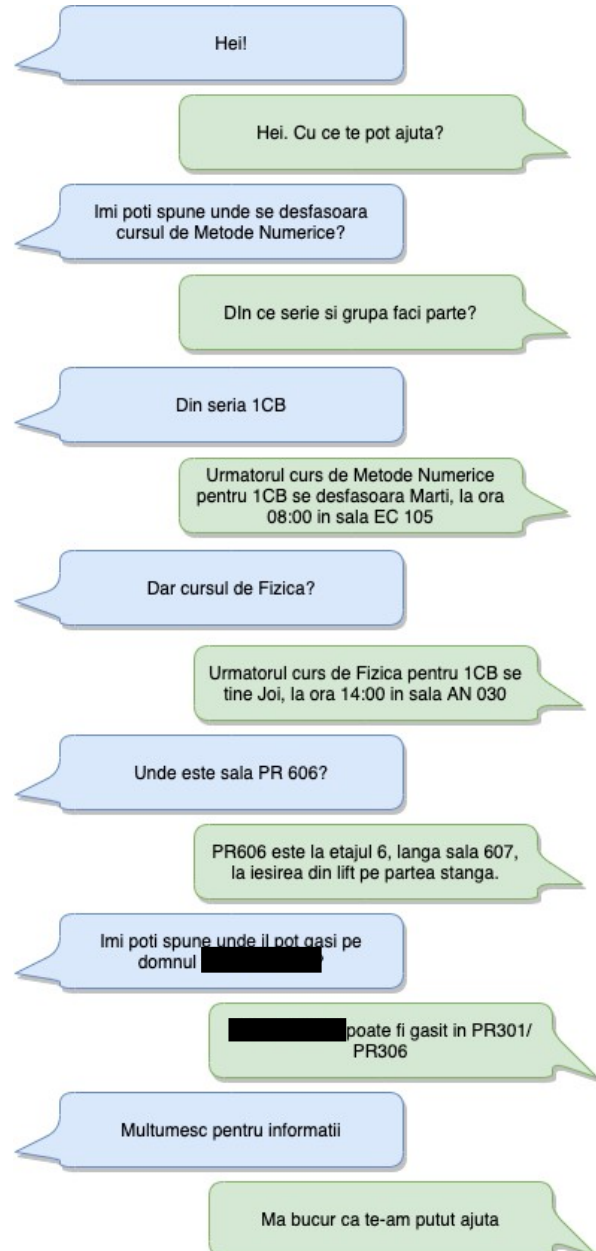 Hei!
Hei. Cu ce te pot ajuta?
Imi poti spune unde se desfasoara
cursul de Metode Numerice?
DIn ce serie si grupa faci parte?
Din seria 1CB
Urmatorul curs de Metode Numerice
pentru 1CB se desfasoara Marti, la ora
08:00 in sala EC 105
Dar cursul de Fizica?
Urmatorul curs de Fizica pentru 1CB se
tine Joi, la ora 14:00 in sala AN 030
Unde este sala PR 606?
PR606 este la etajul 6, langa sala 607,
la iesirea din lift pe partea stanga.
Imi poti spune unde il pot gasi pe
domnul
poate fi gasit in PR301/
PR306
Multumesc pentru informatii
Ma bucur ca te-am putut ajuta